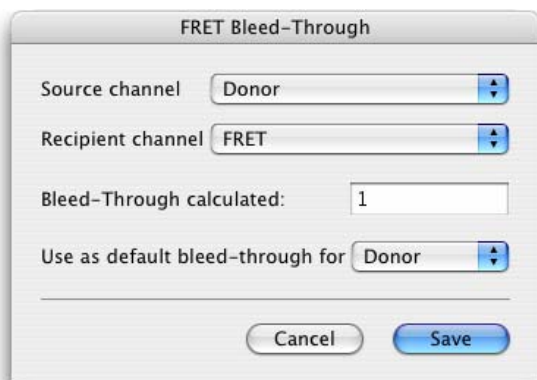 FRET Bleed-Through
Source channel Donor
Recipient channel FRET
Bleed-Through calculated: 1
Use as default bleed-through for Donor
Cancel Save